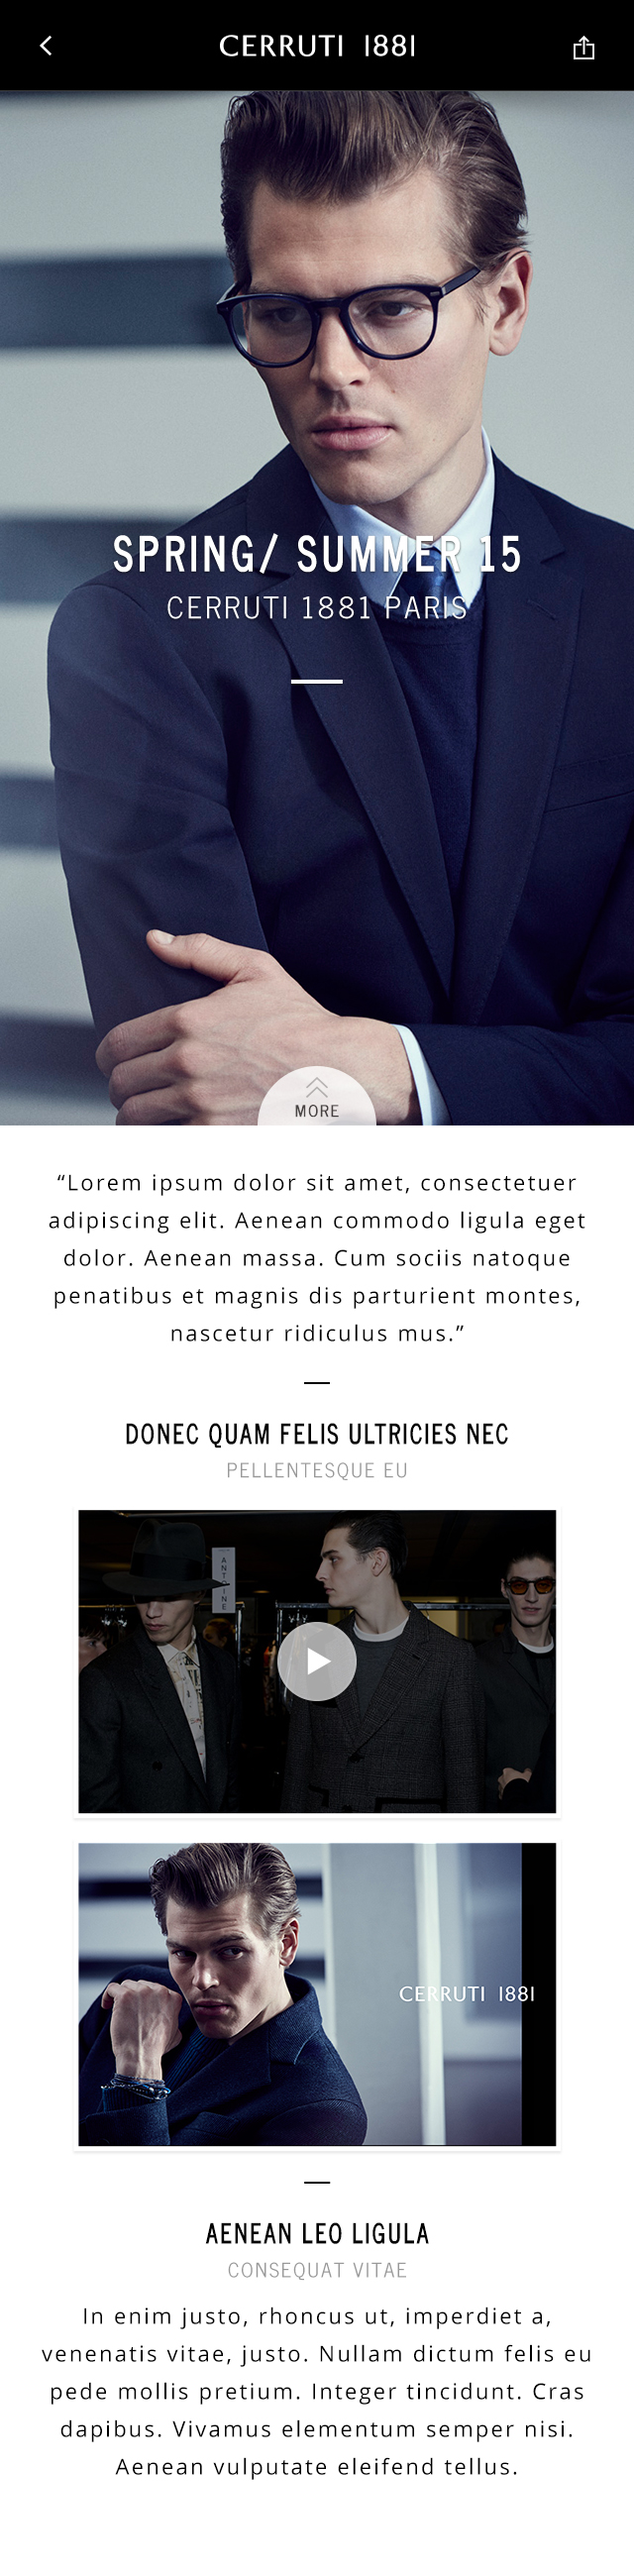 CERRUTI 1881
SPRING/ SUMMER 15
CERRUTI 1881 PARIS
MORE
“Lorem ipsum dolor sit amet, consectetuer
adipiscing elit. Aenean commodo ligula eget
dolor. Aenean massa. Cum sociis natoque
penatibus et magnis dis parturient montes,
nascetur ridiculus mus.”
DONEC QUAM FELIS ULTRICIES NEC
PELLENTESQUE EU
ANTOINE
CERRUTI 1881
AENEAN LEO LIGULA
CONSEQUAT VITAE
In enim justo, rhoncus ut, imperdiet a,
venenatis vitae, justo. Nullam dictum felis eu
pede mollis pretium. Integer tincidunt. Cras
dapibus. Vivamus elementum semper nisi.
Aenean vulputate eleifend tellus.